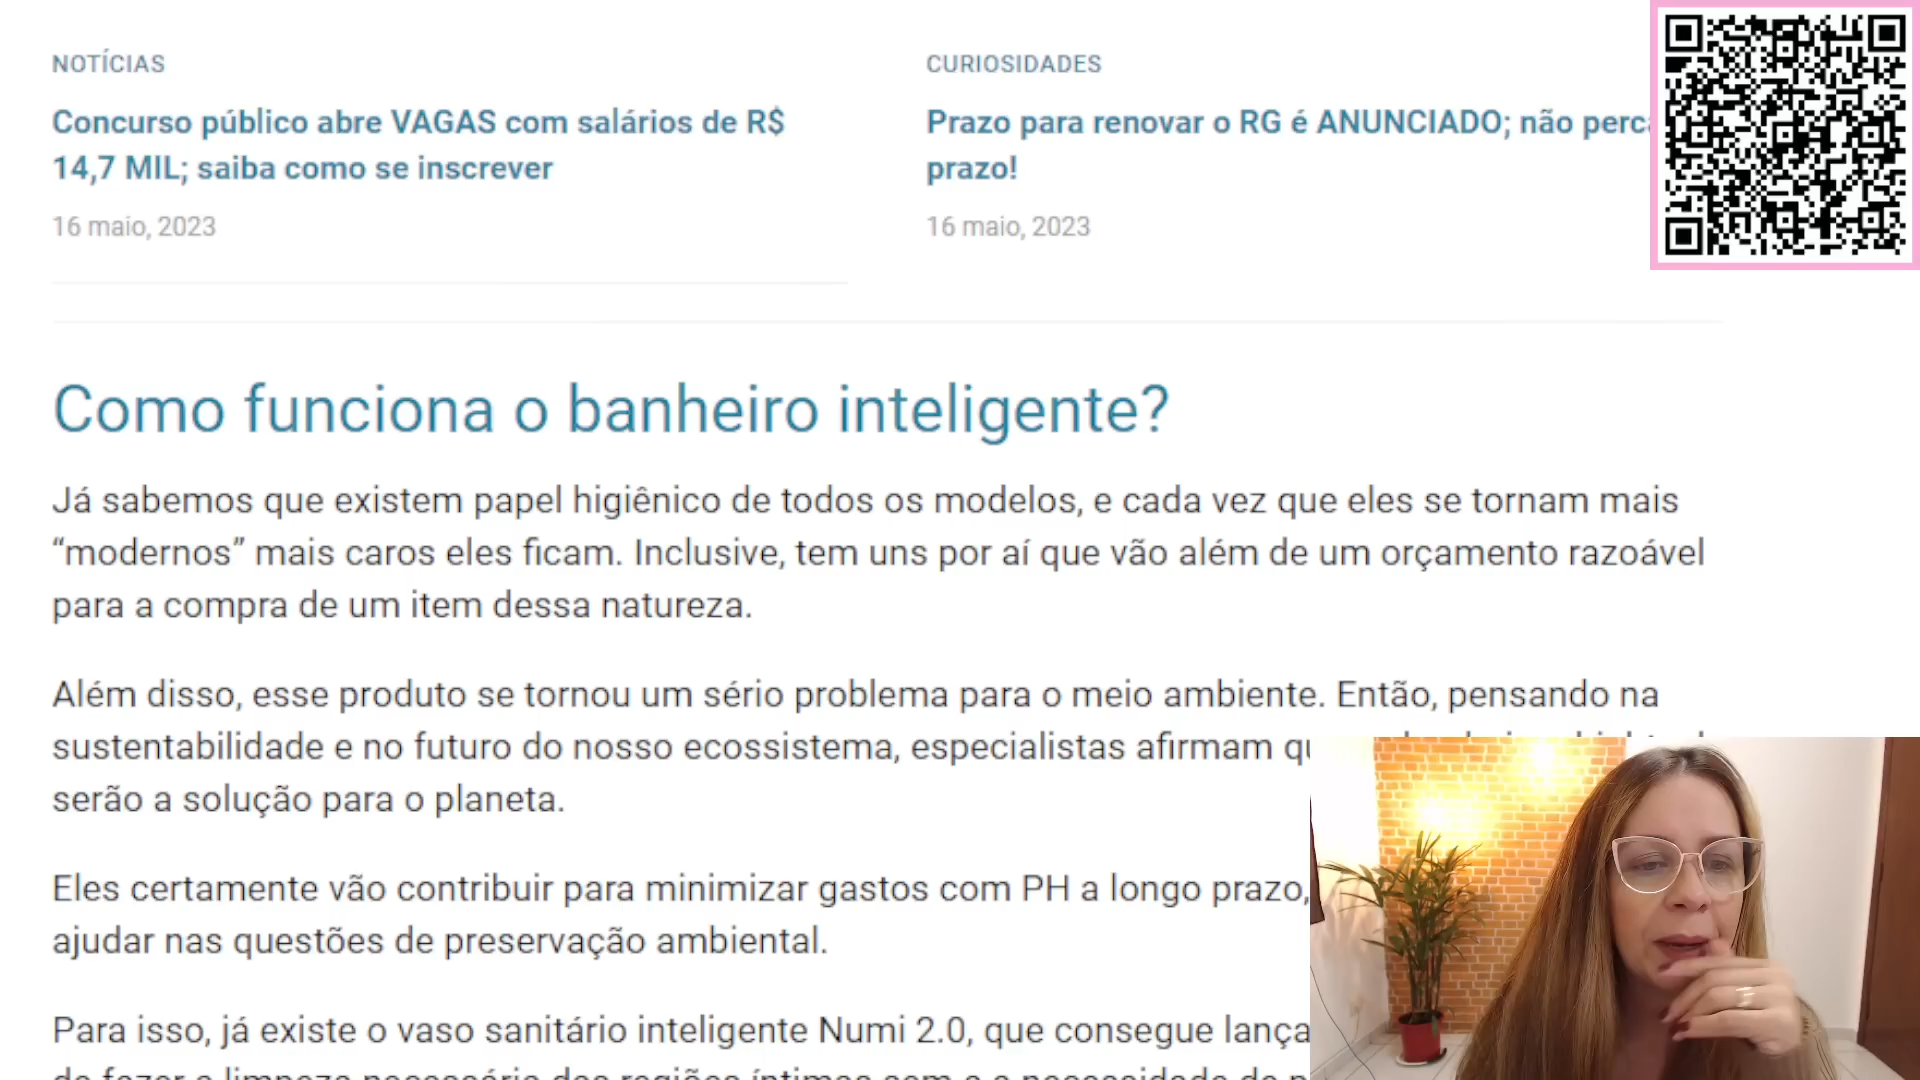 NOTÍCIAS
Concurso público abre VAGAS com salários de R$
14,7 MIL; saiba como se inscrever
16 maio, 2023
CURIOSIDADES
Prazo para renovar o RG é ANUNCIADO; não
prazo!
16 maio, 2023
Como funciona o banheiro inteligente?
Já sabemos que existem papel higiênico de todos os modelos, e cada vez que eles se tornam mais
“modernos” mais caros eles ficam. Inclusive, tem uns por aí que vão além de um orçamento razoável
para a compra de um item dessa natureza.
Além disso, esse produto se tornou um sério problema para o meio ambiente. Então, pensando na
sustentabilidade e no futuro do nosso ecossistema, especialistas afirmam
serão a solução para o planeta.
Eles certamente vão contribuir para minimizar gastos com PH a longo prazo,
ajudar nas questões de preservação ambiental.
Para isso, já existe o vaso sanitário inteligente Numi 2.0, que consegue